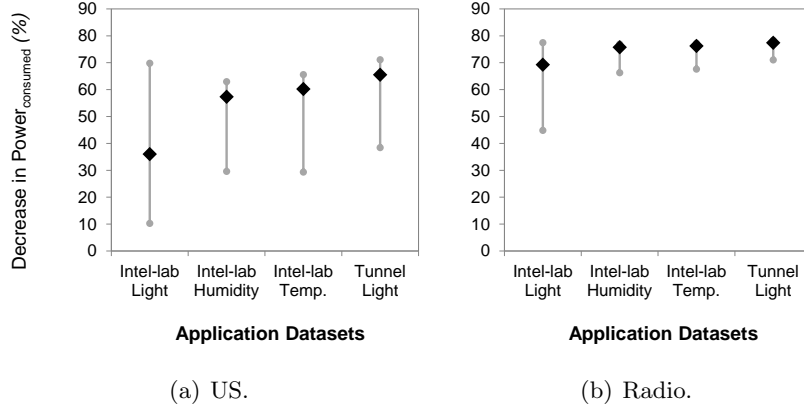 Decrease in Power consumed (%)
90
80
70
60
50
40
30
20
10
0
Intel-lab Intel-lab Intel-lab Tunnel
Light Humidity Temp. Light
Application Datasets
(a) US.
90
80
70
60
50
40
30
20
10
0
Intel-lab Intel-lab Intel-lab Tunnel
Light Humidity Temp. Light
Application Datasets
(b) Radio.